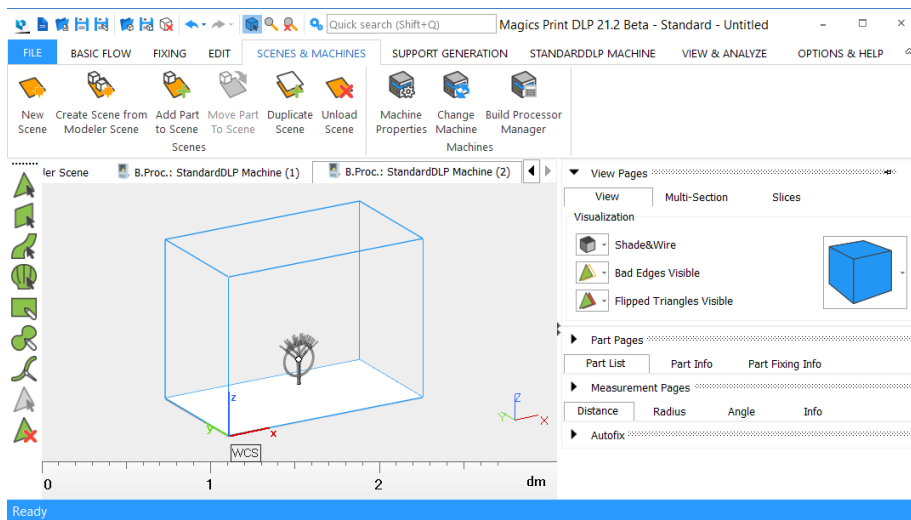 Quick search (Shift+Q)
Magics Print DLP 21.2 Beta - Standard - Untitled
FILE BASIC FLOW FIXING EDIT SCENES & MACHINES SUPPORT GENERATION STANDARDDLP MACHINE VIEW & ANALYZE OPTIONS & HELP
New Create Scene from Add Part Move Part Duplicate Unload Machine Change Build Processor
Scene Modeler Scene to Scene To Scene Scene Scene Properties Machine Manager
Scenes Machines
ler Scene B.Proc.: StandardDLP Machine (1) B.Proc.: StandardDLP Machine (2)
View Pages
View Multi-Section Slices
Visualization
Shade&Wire
Bad Edges Visible
Flipped Triangles Visible
Part Pages
Part List Part Info Part Fixing Info
Measurement Pages
Distance Radius Angle Info
Autofix
z
y x
Z
Y X
WCS
0 1 2 dm
Ready